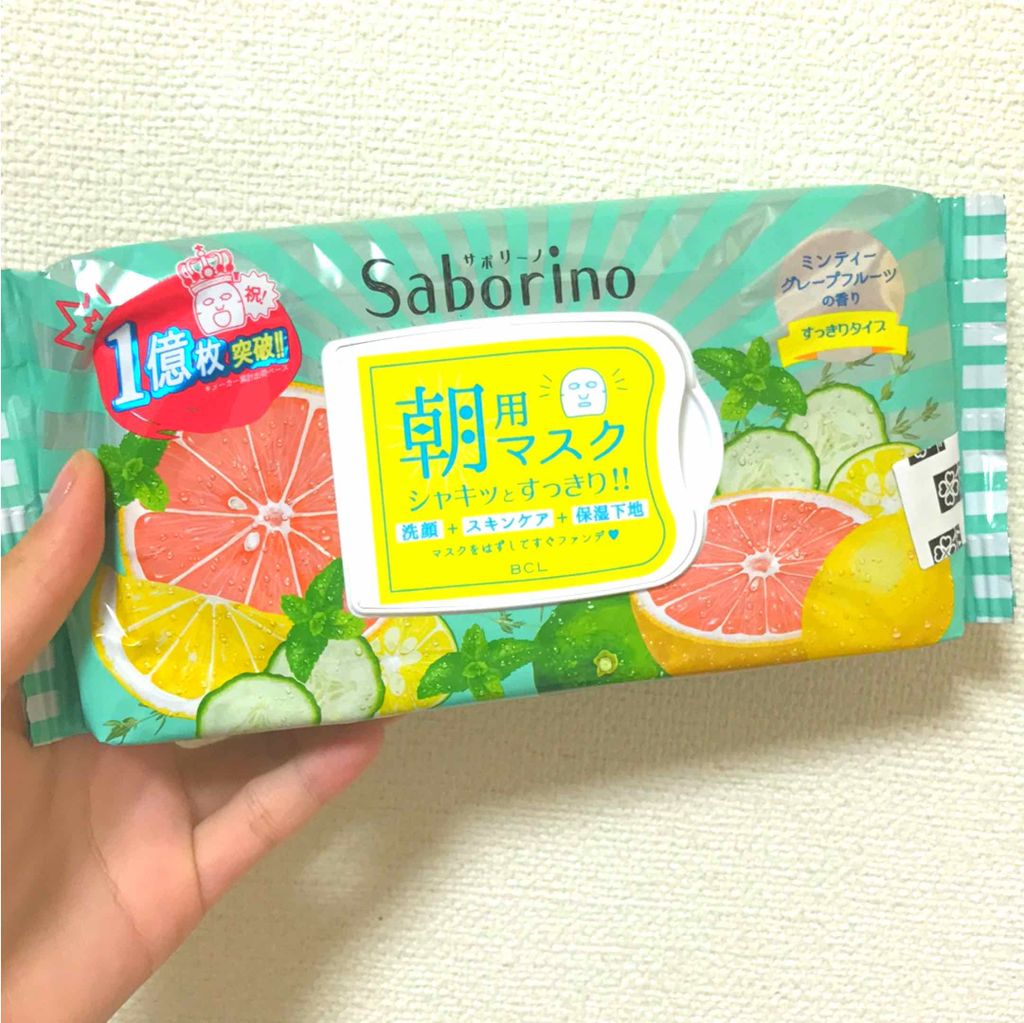 サボリーノ
Saborino
祝!
1億枚突破!!
ミンティー
グレープフルーツ
の香り
すっきりタイプ
朝用マスク
シャキッとすっきり!!
洗顔 + スキンケア + 保湿下地
マスクをはずしてすぐファンデ♥
BCL